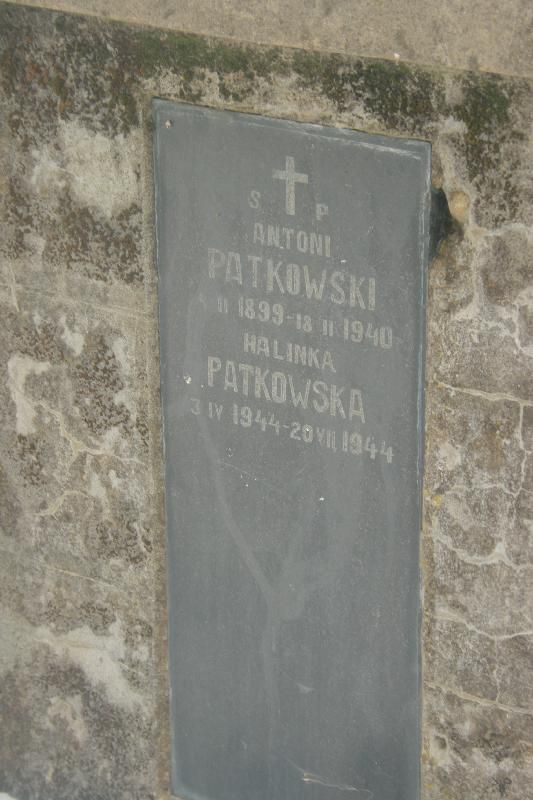 S P
ANTONI
PATKOWSKI
II 1899-18 II 1940
HALINKA
PATKOWSKA
3 IV 1944-20 VII 1944